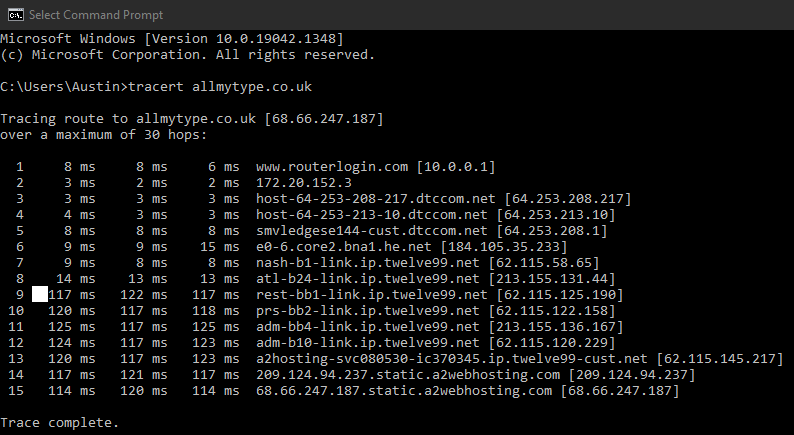 Select Command Prompt
Microsoft Windows [Version 10.0.19042.1348]
(c) Microsoft Corporation. All rights reserved.
C:\Users\Austin>tracert allmytype.co.uk
Tracing route to allmytype.co.uk [68.66.247.187]
over a maximum of 30 hops:
1 8 ms 8 ms 6 ms www.routerlogin.com [10.0.0.1]
2 3 ms 2 ms 2 ms 172.20.152.3
3 3 ms 3 ms 3 ms host-64-253-208-217.dtccom.net [64.253.208.217]
4 4 ms 3 ms 3 ms host-64-253-213-10.dtccom.net [64.253.213.10]
5 8 ms 8 ms 8 ms smvledgese144-cust.dtccom.net [64.253.208.1]
6 9 ms 9 ms 15 ms e0-6.core2.bna1.he.net [184.105.35.233]
7 9 ms 8 ms 8 ms nash-b1-link.ip.twelve99.net [62.115.58.65]
8 14 ms 13 ms 13 ms atl-b24-link.ip.twelve99.net [213.155.131.44]
9 117 ms 122 ms 117 ms rest-bb1-link.ip.twelve99.net [62.115.125.190]
10 120 ms 117 ms 118 ms prs-bb2-link.ip.twelve99.net [62.115.122.158]
11 125 ms 117 ms 125 ms adm-bb4-link.ip.twelve99.net [213.155.136.167]
12 124 ms 117 ms 123 ms adm-b10-link.ip.twelve99.net [62.115.120.229]
13 120 ms 117 ms 123 ms a2hosting-svc080530-ic370345.ip.twelve99-cust.net [62.115.145.217]
14 117 ms 121 ms 117 ms 209.124.94.237.static.a2webhosting.com [209.124.94.237]
15 114 ms 120 ms 114 ms 68.66.247.187.static.a2webhosting.com [68.66.247.187]
Trace complete.